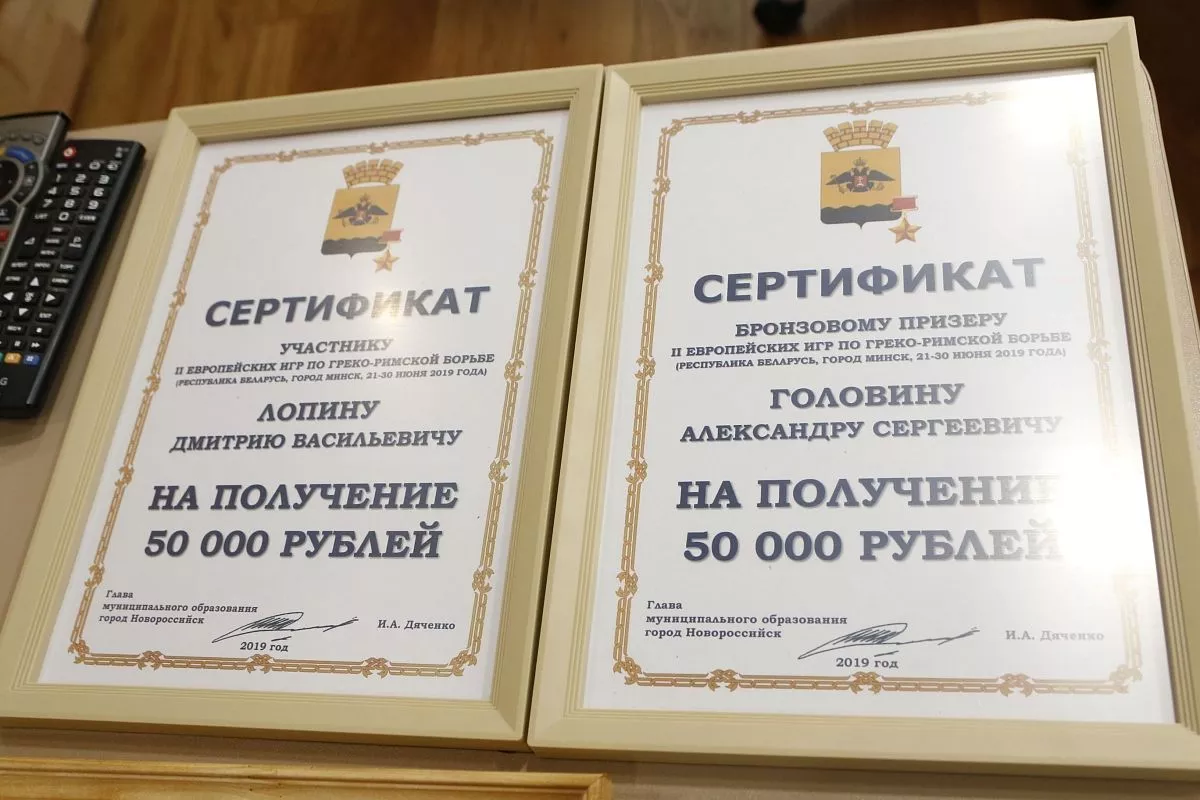 СЕРТИФИКАТ
УЧАСТНИКУ
II ЕВРОПЕЙСКИХ ИГР ПО ГРЕКО-РИМСКОЙ БОРЬБЕ
(РЕСПУБЛИКА БЕЛАРУСЬ, ГОРОД МИНСК, 21-30 ИЮНЯ 2019 ГОДА)
ЛОПИНУ
ДМИТРИЮ ВАСИЛЬЕВИЧУ
НА ПОЛУЧЕНИЕ
50 000 РУБЛЕЙ
Глава
муниципального образования
город Новороссийск
И.А. Дяченко
2019 год
СЕРТИФИКАТ
БРОНЗОВОМУ ПРИЗЕРУ
II ЕВРОПЕЙСКИХ ИГР ПО ГРЕКО-РИМСКОЙ БОРЬБЕ
(РЕСПУБЛИКА БЕЛАРУСЬ, ГОРОД МИНСК, 21-30 ИЮНЯ 2019 ГОДА)
ГОЛОВИНУ
АЛЕКСАНДРУ СЕРГЕЕВИЧУ
НА ПОЛУЧЕНИЕ
50 000 РУБЛЕЙ
Глава
муниципального образования
город Новороссийск
И.А. Дяченко
2019 год